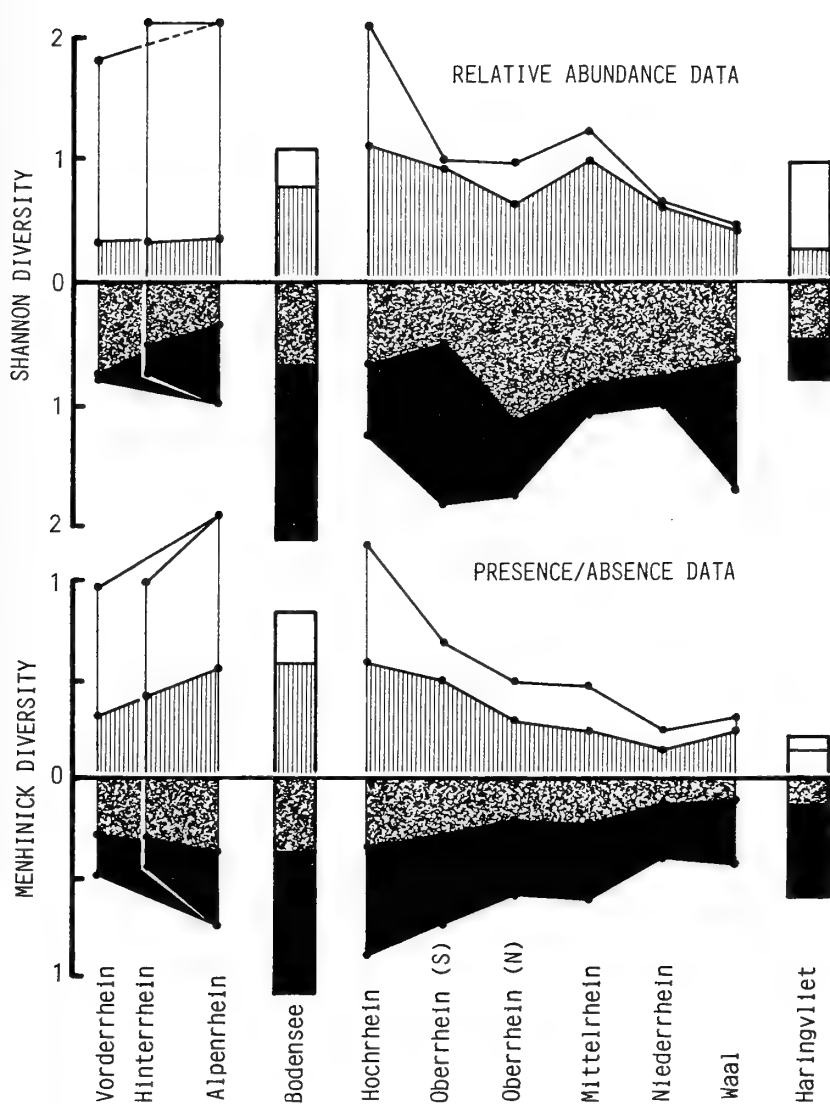 2
RELATIVE ABUNDANCE DATA
1
0
SHANNON DIVERSITY
1
2
PRESENCE/ABSENCE DATA
1
0
MENHINICK DIVERSITY
1
Vorderrhein
Hinterrhein
Alpenrhein
Bodensee
Hochrhein
Oberrhein (S)
Oberrhein (N)
Mittelrhein
Niederrhein
Waal
Haringvliet